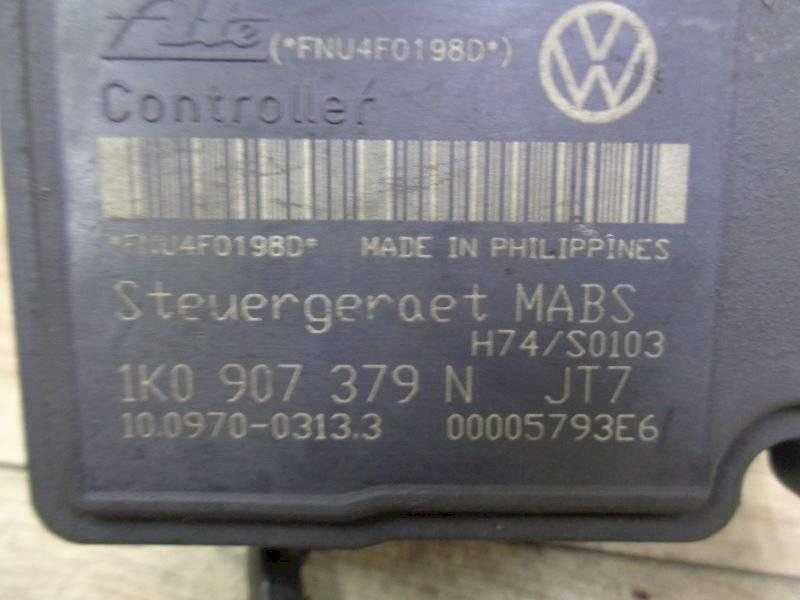 Ate (*FNU4F0198D*)
Controller
*FNU4F0198D* MADE IN PHILIPPINES
Steuergeraet MABS
H74/S0103
1K0 907 379 N JT7
10.0970-0313.3 00005793E6